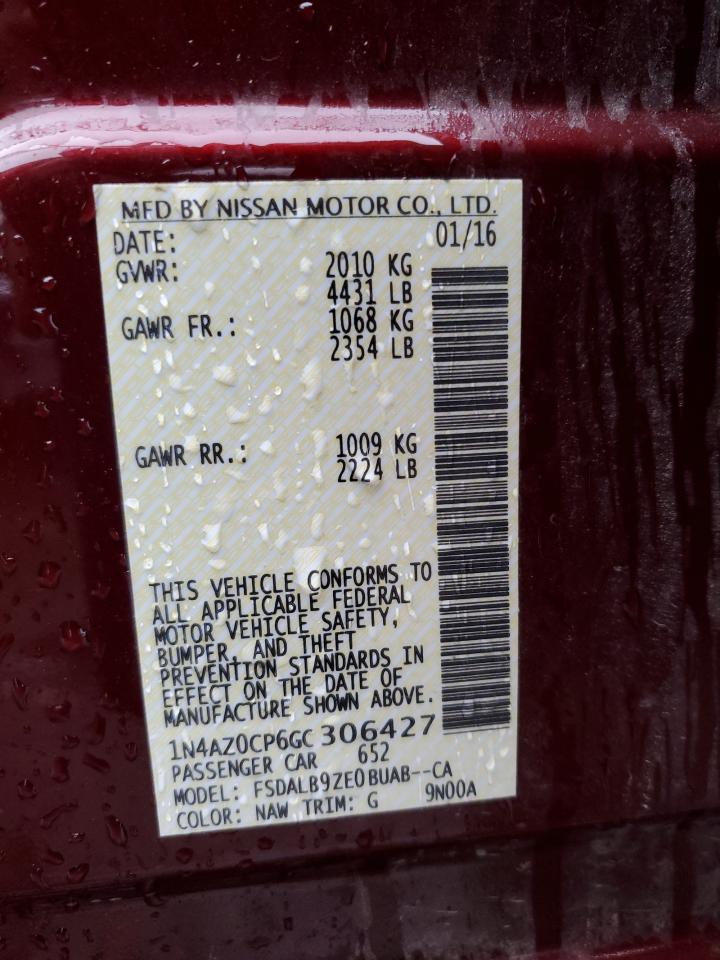 MFD BY NISSAN MOTOR CO., LTD.
DATE: 01/16
GVWR: 2010 KG
4431 LB
GAWR FR.: 1068 KG
2354 LB
GAWR RR.: 1009 KG
2224 LB
THIS VEHICLE CONFORMS TO
ALL APPLICABLE FEDERAL
MOTOR VEHICLE SAFETY,
BUMPER, AND THEFT
PREVENTION STANDARDS IN
EFFECT ON THE DATE OF
MANUFACTURE SHOWN ABOVE.
1N4AZ0CP6GC306427
PASSENGER CAR 652
MODEL: FSDALB9ZE0BUAB--CA
COLOR: NAW TRIM: G 9N00A